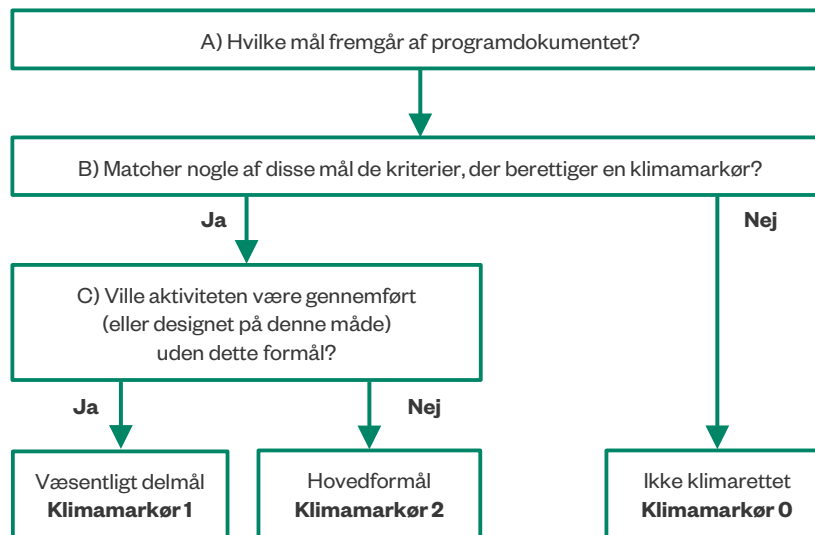 A) Hvilke mål fremgår af programdokumentet?
B) Matcher nogle af disse mål de kriterier, der berettiger en klimamarkør?
Ja
Nej
C) Ville aktiviteten være gennemført
(eller designet på denne måde)
uden dette formål?
Ja
Nej
Væsentligt delmål
Klimamarkør 1
Hovedformål
Klimamarkør 2
Ikke klimarettet
Klimamarkør 0